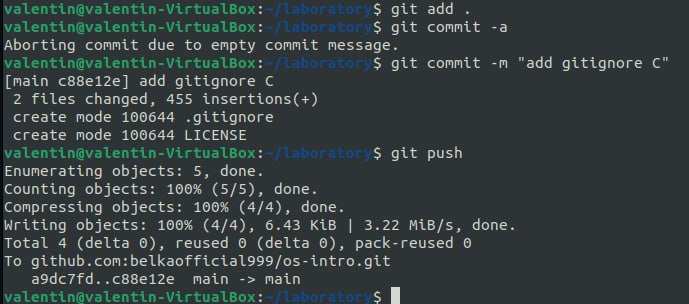 valentin@valentin-VirtualBox:~/laboratory$ git add .
valentin@valentin-VirtualBox:~/laboratory$ git commit -a
Aborting commit due to empty commit message.
valentin@valentin-VirtualBox:~/laboratory$ git commit -m "add gitignore C"
[main c88e12e] add gitignore C
 2 files changed, 455 insertions(+)
 create mode 100644 .gitignore
 create mode 100644 LICENSE
valentin@valentin-VirtualBox:~/laboratory$ git push
Enumerating objects: 5, done.
Counting objects: 100% (5/5), done.
Compressing objects: 100% (4/4), done.
Writing objects: 100% (4/4), 6.43 KiB | 3.22 MiB/s, done.
Total 4 (delta 0), reused 0 (delta 0), pack-reused 0
To github.com:belkaofficial999/os-intro.git
   a9dc7fd..c88e12e  main -> main
valentin@valentin-VirtualBox:~/laboratory$